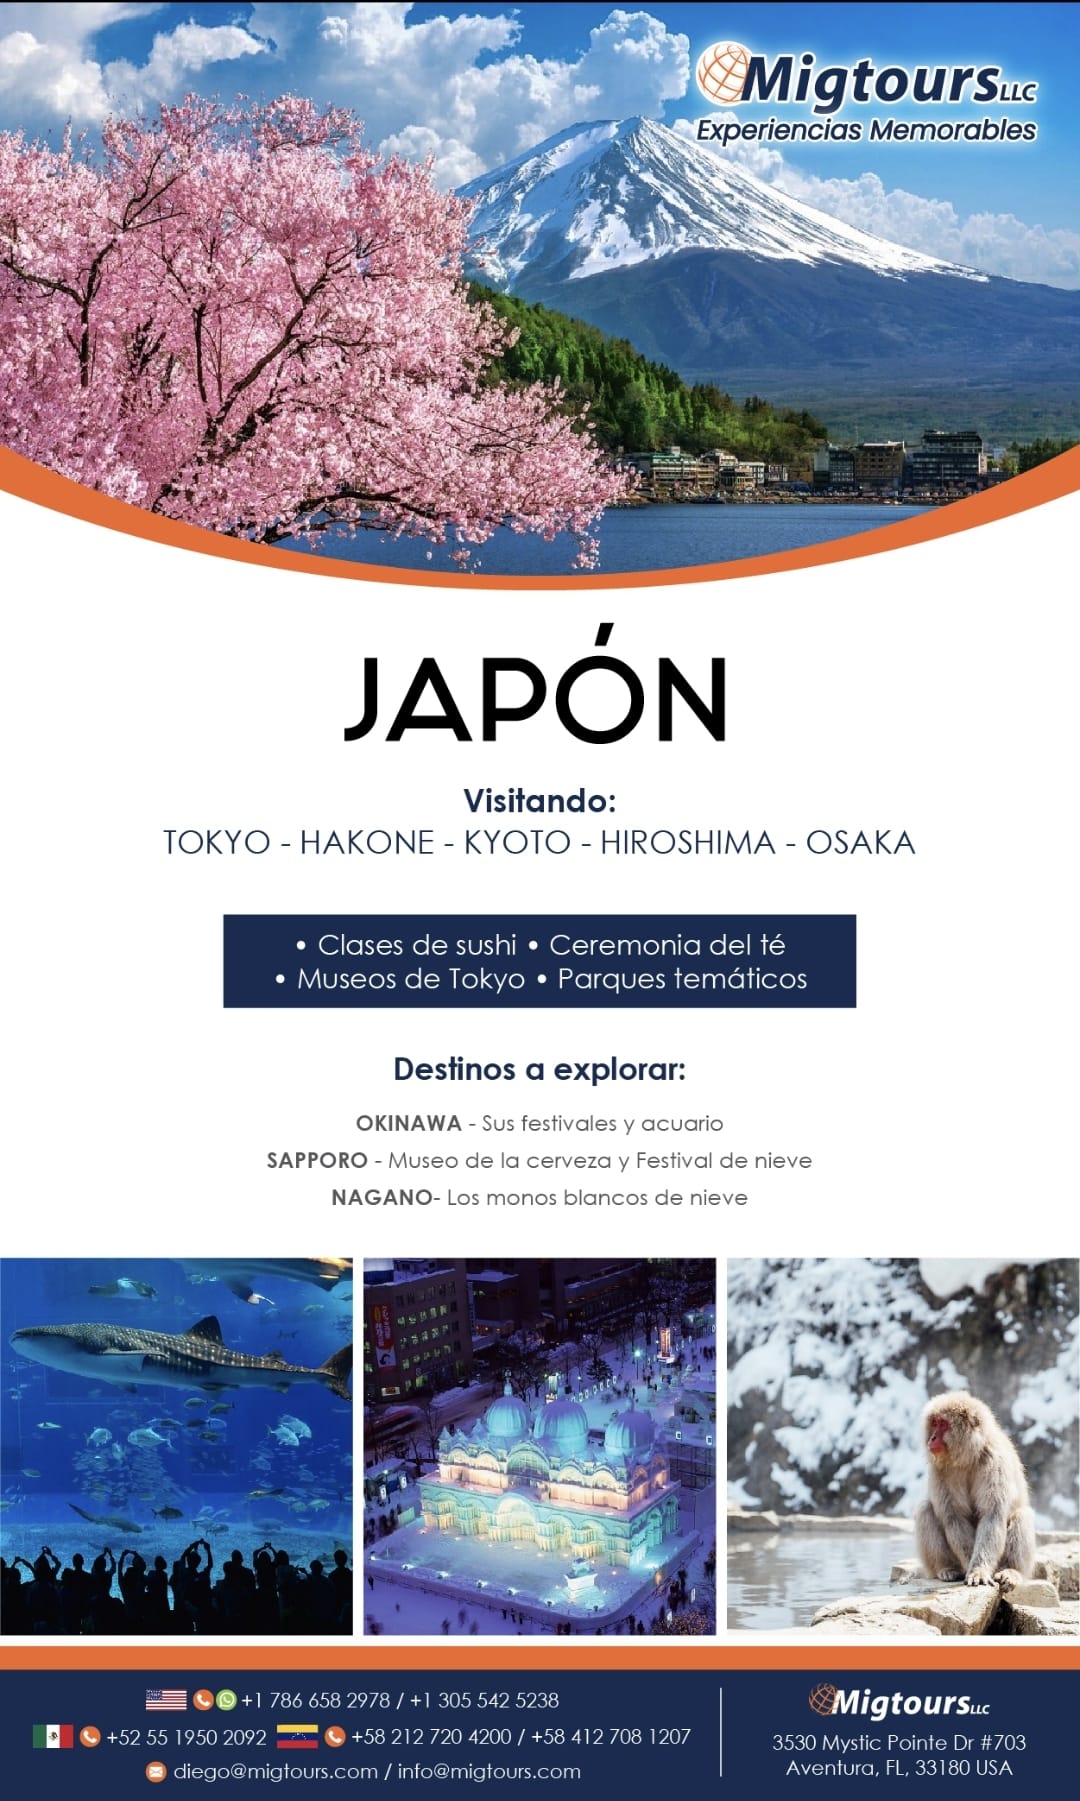 Migtours LLC
Experiencias Memorables
JAPÓN
Visitando:
TOKYO - HAKONE - KYOTO - HIROSHIMA - OSAKA
• Clases de sushi • Ceremonia del té
• Museos de Tokyo • Parques temáticos
Destinos a explorar:
OKINAWA - Sus festivales y acuario
SAPPORO - Museo de la cerveza y Festival de nieve
NAGANO- Los monos blancos de nieve
+1 786 658 2978 / +1 305 542 5238
+52 55 1950 2092 +58 212 720 4200 / +58 412 708 1207
diego@migtours.com / info@migtours.com
Migtours LLC
3530 Mystic Pointe Dr #703
Aventura, FL, 33180 USA